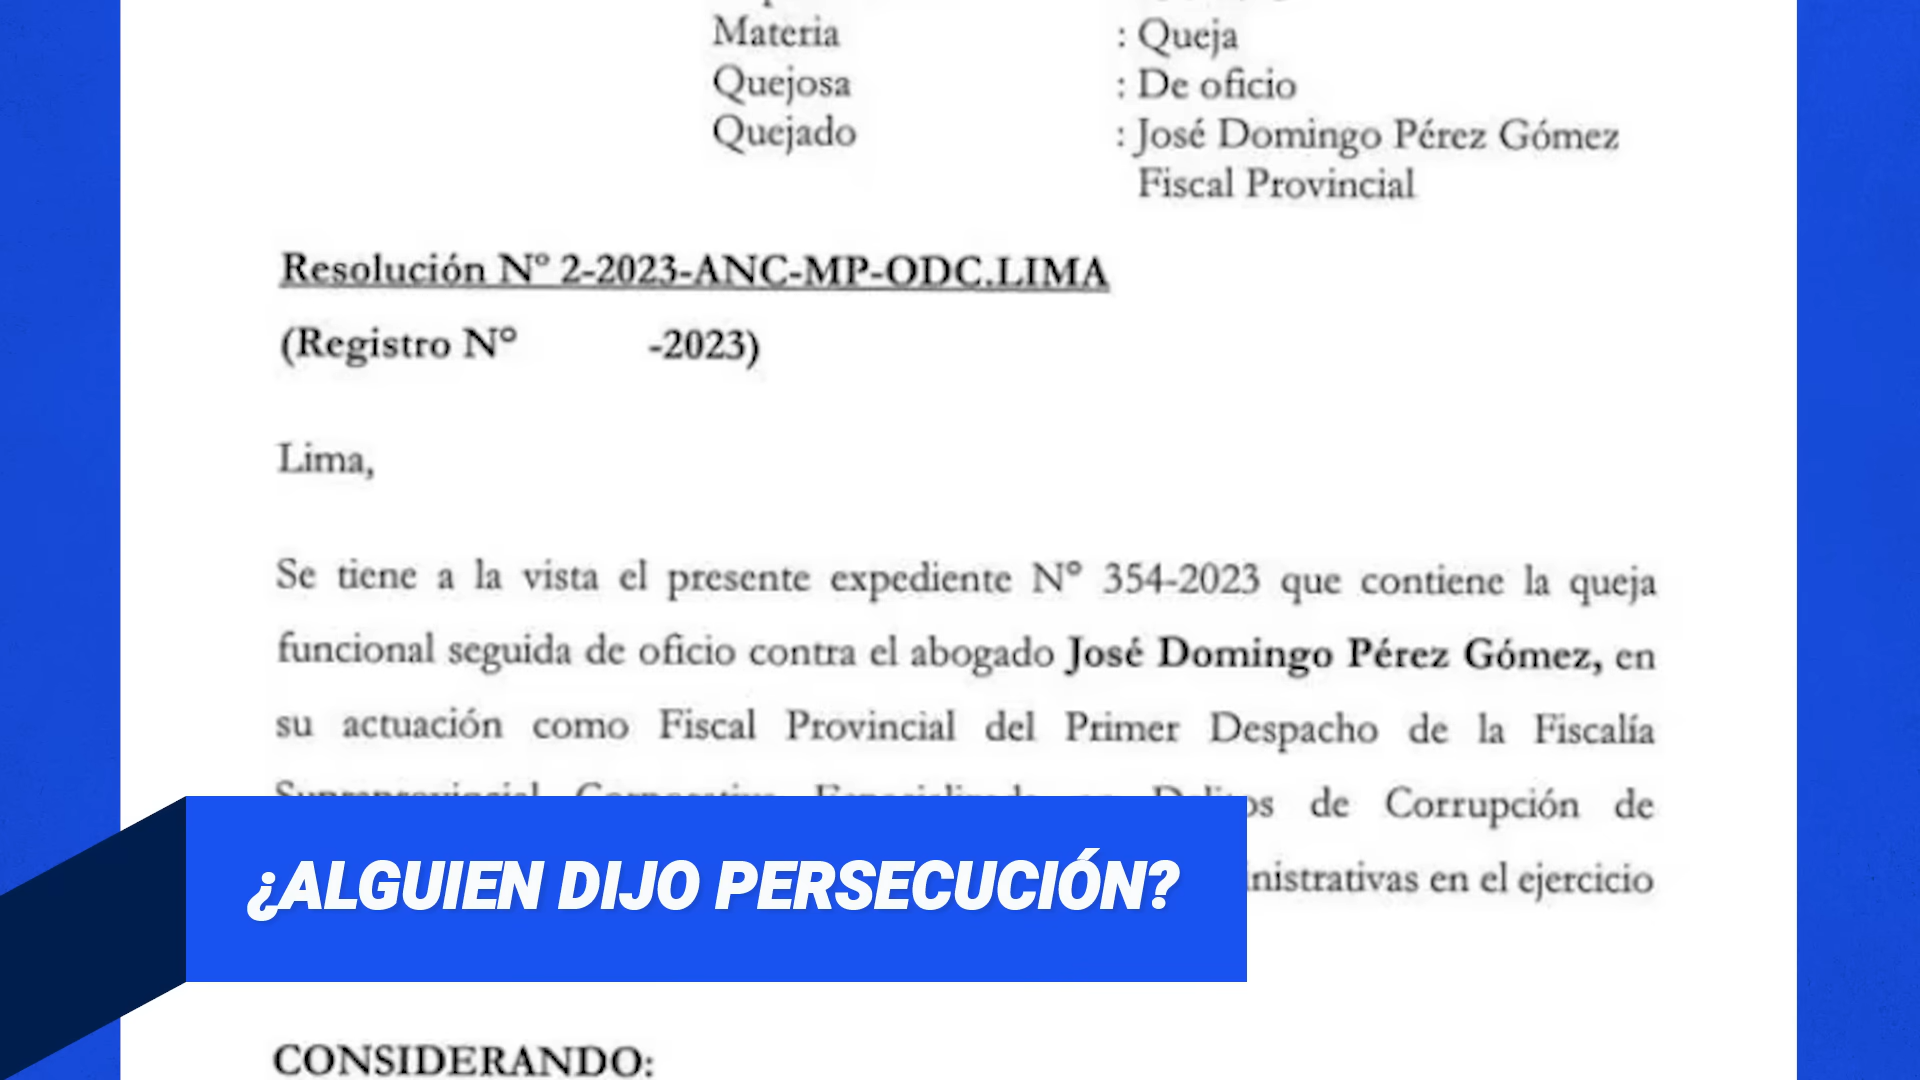 Materia : Queja
Quejosa : De oficio
Quejado : José Domingo Pérez Gómez
Fiscal Provincial
Resolución N° 2-2023-ANC-MP-ODC.LIMA
(Registro N° -2023)
Lima,
Se tiene a la vista el presente expediente N° 354-2023 que contiene la queja
funcional seguida de oficio contra el abogado José Domingo Pérez Gómez, en
su actuación como Fiscal Provincial del Primer Despacho de la Fiscalía
de Corrupción de
en el ejercicio
¿ALGUIEN DIJO PERSECUCIÓN?
CONSIDERANDO: